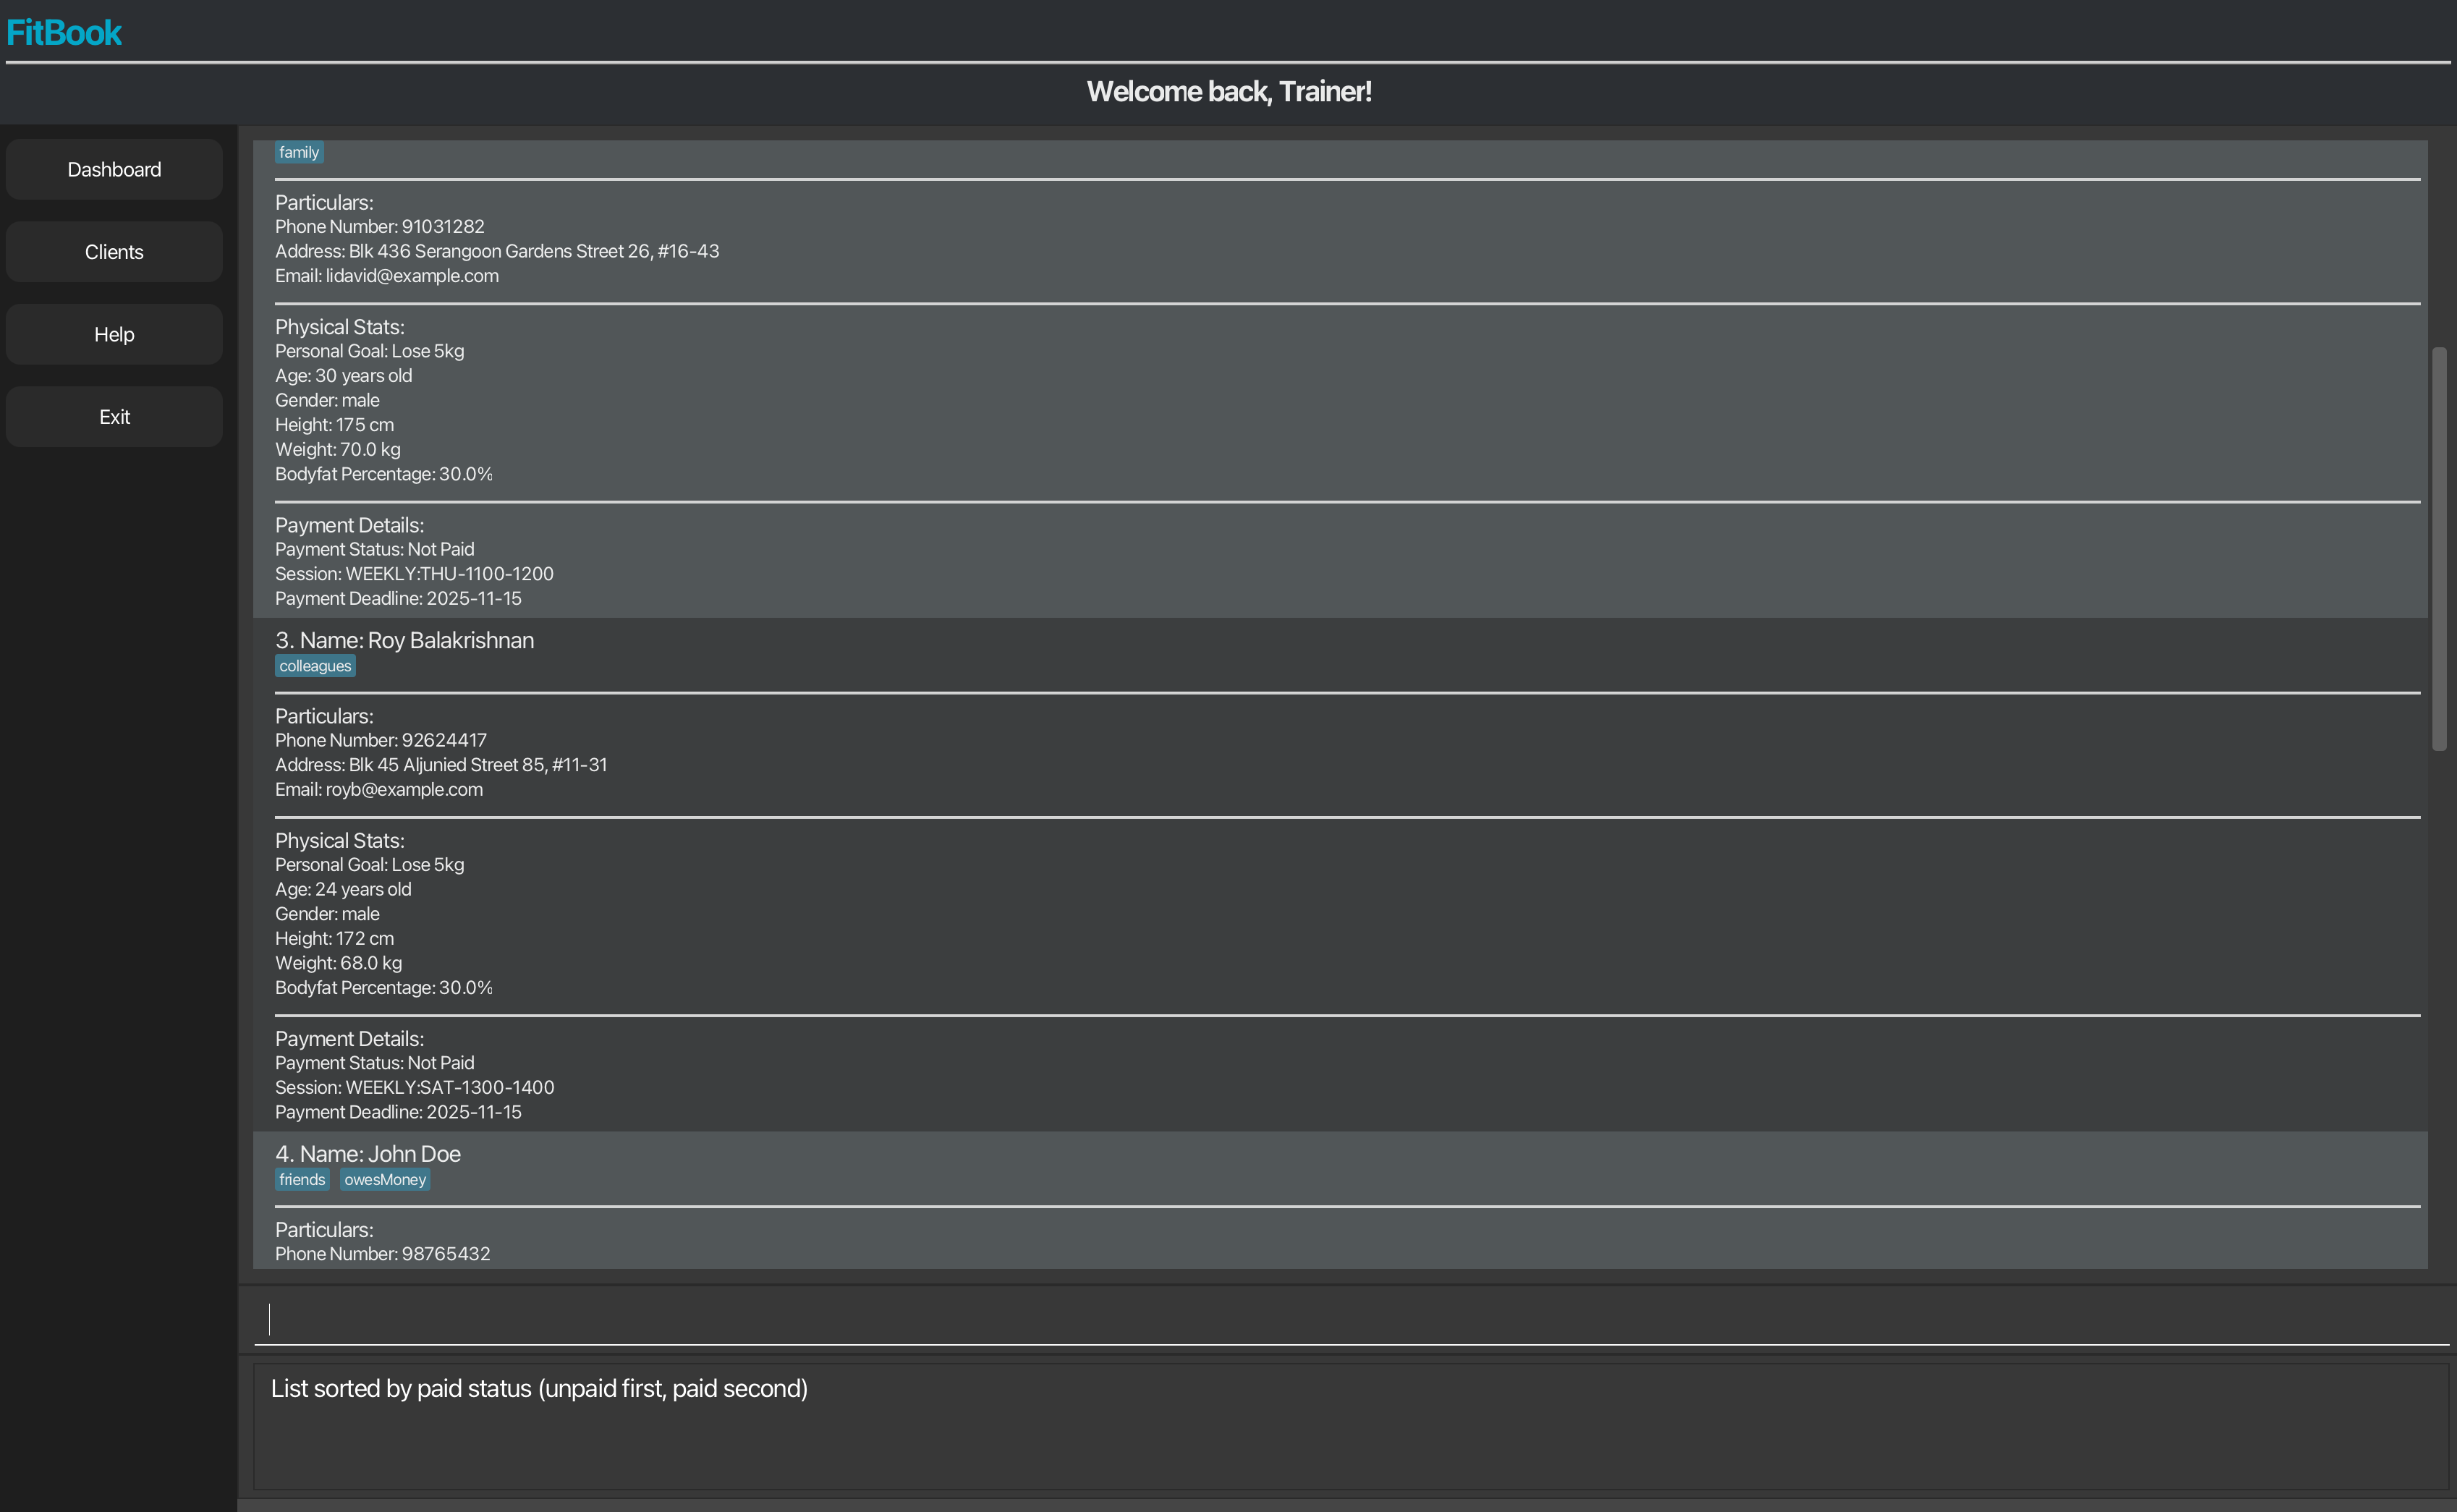 FitBook
Welcome back, Trainer!
Dashboard
Clients
Help
Exit
family
Particulars:
Phone Number: 91031282
Address: Blk 436 Serangoon Gardens Street 26, #16-43
Email: lidavid@example.com
Physical Stats:
Personal Goal: Lose 5kg
Age: 30 years old
Gender: male
Height: 175 cm
Weight: 70.0 kg
Bodyfat Percentage: 30.0%
Payment Details:
Payment Status: Not Paid
Session: WEEKLY:THU-1100-1200
Payment Deadline: 2025-11-15
3. Name: Roy Balakrishnan
colleagues
Particulars:
Phone Number: 92624417
Address: Blk 45 Aljunied Street 85, #11-31
Email: royb@example.com
Physical Stats:
Personal Goal: Lose 5kg
Age: 24 years old
Gender: male
Height: 172 cm
Weight: 68.0 kg
Bodyfat Percentage: 30.0%
Payment Details:
Payment Status: Not Paid
Session: WEEKLY:SAT-1300-1400
Payment Deadline: 2025-11-15
4. Name: John Doe
friends owesMoney
Particulars:
Phone Number: 98765432
List sorted by paid status (unpaid first, paid second)